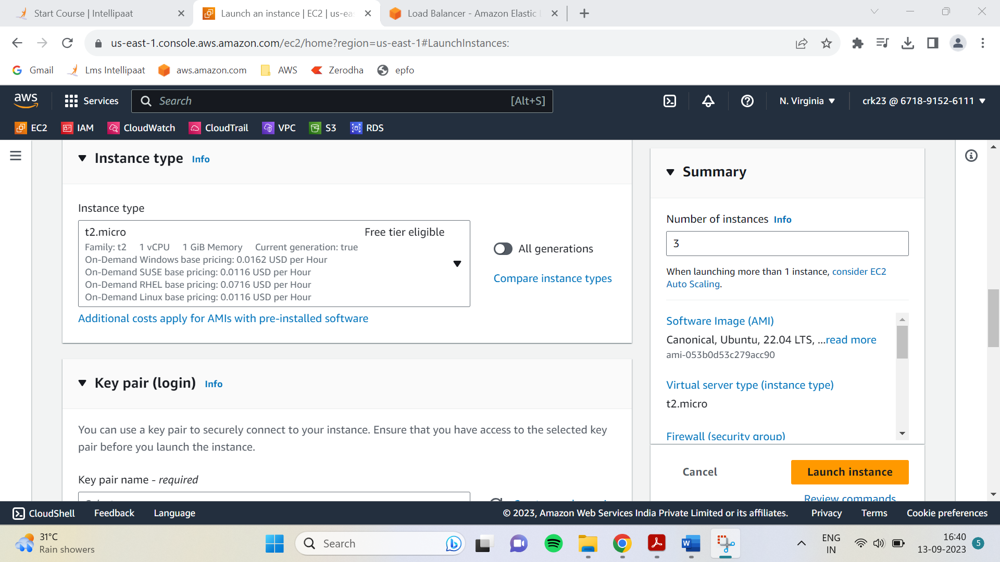 Start Course | Intellipaat
Launch an instance | EC2 | us-eas
Load Balancer - Amazon Elastic
us-east-1.console.aws.amazon.com/ec2/home?region=us-east-1#LaunchInstances:
Gmail
Lms Intellipaat
aws.amazon.com
AWS
Zerodha
epfo
aws
Services
Search
[Alt+S]
N. Virginia
crk23 @ 6718-9152-6111
EC2
IAM
CloudWatch
CloudTrail
VPC
S3
RDS
Instance type Info
Instance type
t2.micro
Free tier eligible
Family: t2 1 vCPU 1 GiB Memory Current generation: true
On-Demand Windows base pricing: 0.0162 USD per Hour
On-Demand SUSE base pricing: 0.0116 USD per Hour
On-Demand RHEL base pricing: 0.0716 USD per Hour
On-Demand Linux base pricing: 0.0116 USD per Hour
All generations
Compare instance types
Additional costs apply for AMIs with pre-installed software
Key pair (login) Info
You can use a key pair to securely connect to your instance. Ensure that you have access to the selected key
pair before you launch the instance.
Key pair name - required
Summary
Number of instances Info
3
When launching more than 1 instance, consider EC2
Auto Scaling.
Software Image (AMI)
Canonical, Ubuntu, 22.04 LTS, ...read more
ami-053b0d53c279acc90
Virtual server type (instance type)
t2.micro
Firewall (security group)
Cancel
Launch instance
Review commands
CloudShell
Feedback
Language
© 2023, Amazon Web Services India Private Limited or its affiliates.
Privacy
Terms
Cookie preferences
31°C
Rain showers
Search
ENG
IN
16:40
13-09-2023
5